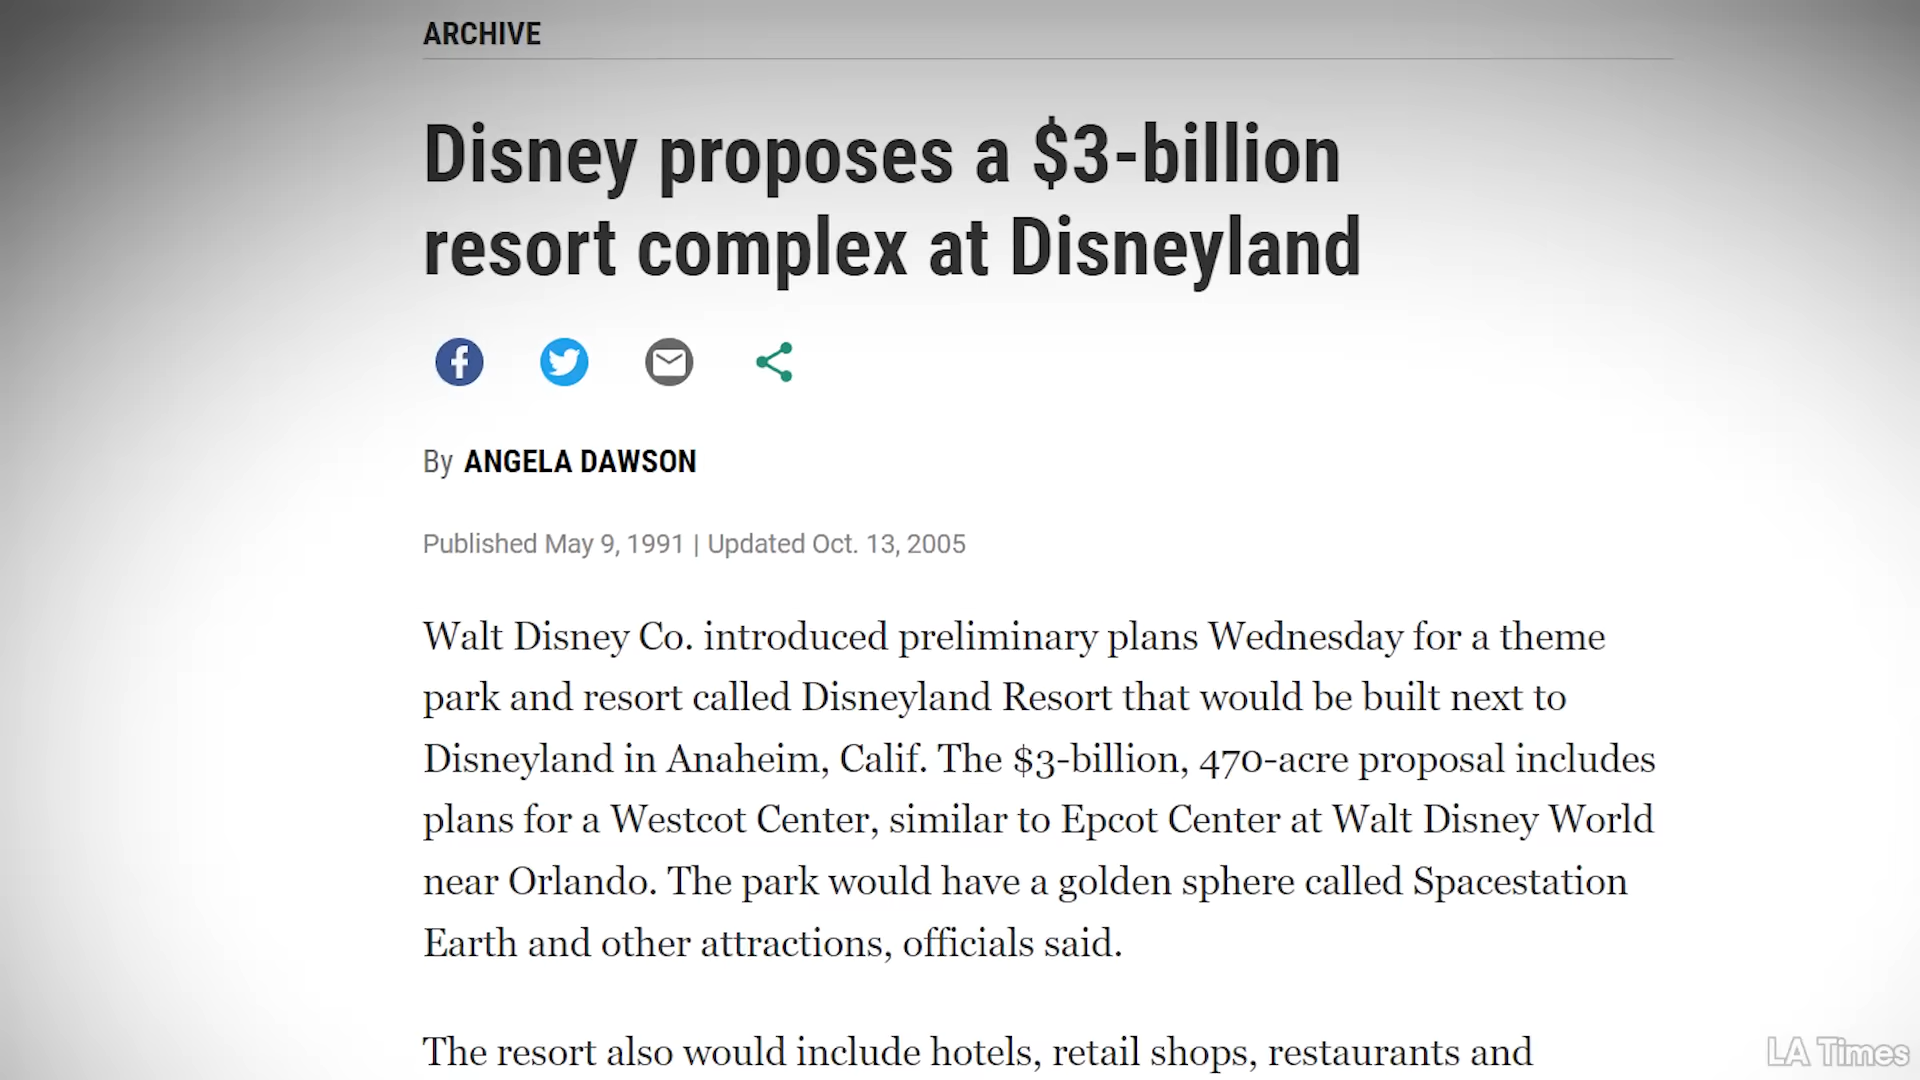 ARCHIVE
Disney proposes a $3-billion
resort complex at Disneyland
By ANGELA DAWSON
Published May 9, 1991 | Updated Oct. 13, 2005
Walt Disney Co. introduced preliminary plans Wednesday for a theme
park and resort called Disneyland Resort that would be built next to
Disneyland in Anaheim, Calif. The $3-billion, 470-acre proposal includes
plans for a Westcot Center, similar to Epcot Center at Walt Disney World
near Orlando. The park would have a golden sphere called Spacestation
Earth and other attractions, officials said.
The resort also would include hotels, retail shops, restaurants and
LA Times